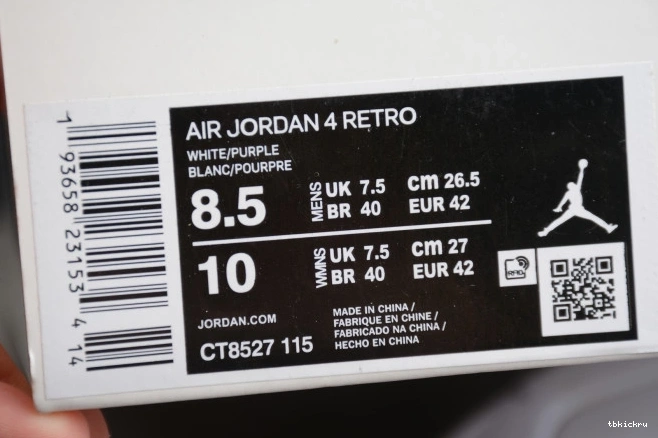 AIR JORDAN 4 RETRO
WHITE/PURPLE
BLANC/POURPRE
8.5 MENS UK 7.5 cm 26.5
BR 40 EUR 42
10 WMNS UK 7.5 cm 27
BR 40 EUR 42
JORDAN.COM
CT8527 115
MADE IN CHINA /
FABRIQUE EN CHINE /
FABRICADO NA CHINA /
HECHO EN CHINA
RFID
1 93658 23153 4 14
tbkickru